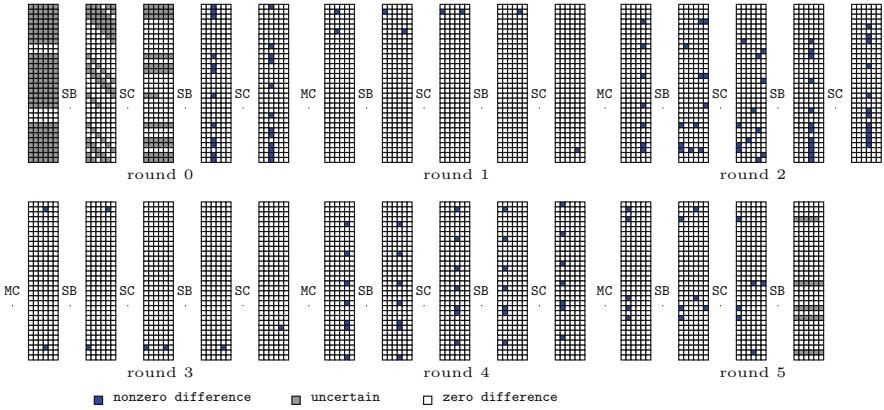 SB SC SB SC MC SB SC SB SC MC SB SC SB SC
round 0 round 1 round 2
MC SB SC SB SC MC SB SC SB SC MC SB SC SB
round 3 round 4 round 5
nonzero difference uncertain zero difference